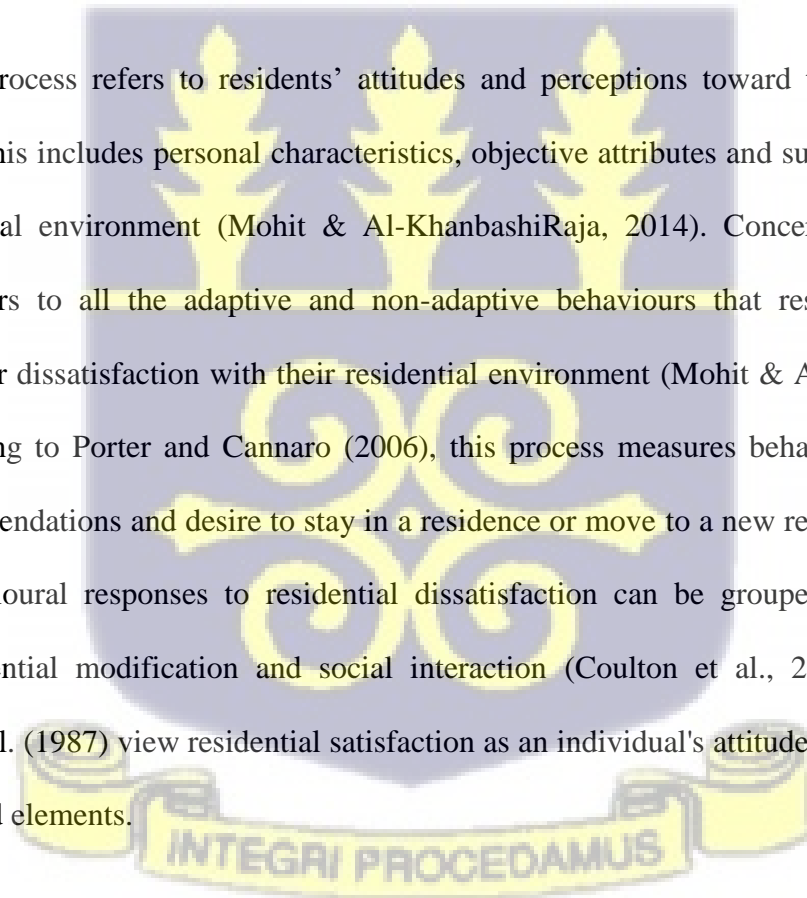 rocess refers to residents’ attitudes and perceptions toward
his includes personal characteristics, objective attributes and su
al environment (Mohit & Al-KhanbashiRaja, 2014). Conce
rs to all the adaptive and non-adaptive behaviours that res
r dissatisfaction with their residential environment (Mohit & A
ng to Porter and Cannaro (2006), this process measures beha
endations and desire to stay in a residence or move to a new re
oural responses to residential dissatisfaction can be groupe
ential modification and social interaction (Coulton et al., 2
l. (1987) view residential satisfaction as an individual's attitude
d elements.
INTEGRI PROCEDAMUS